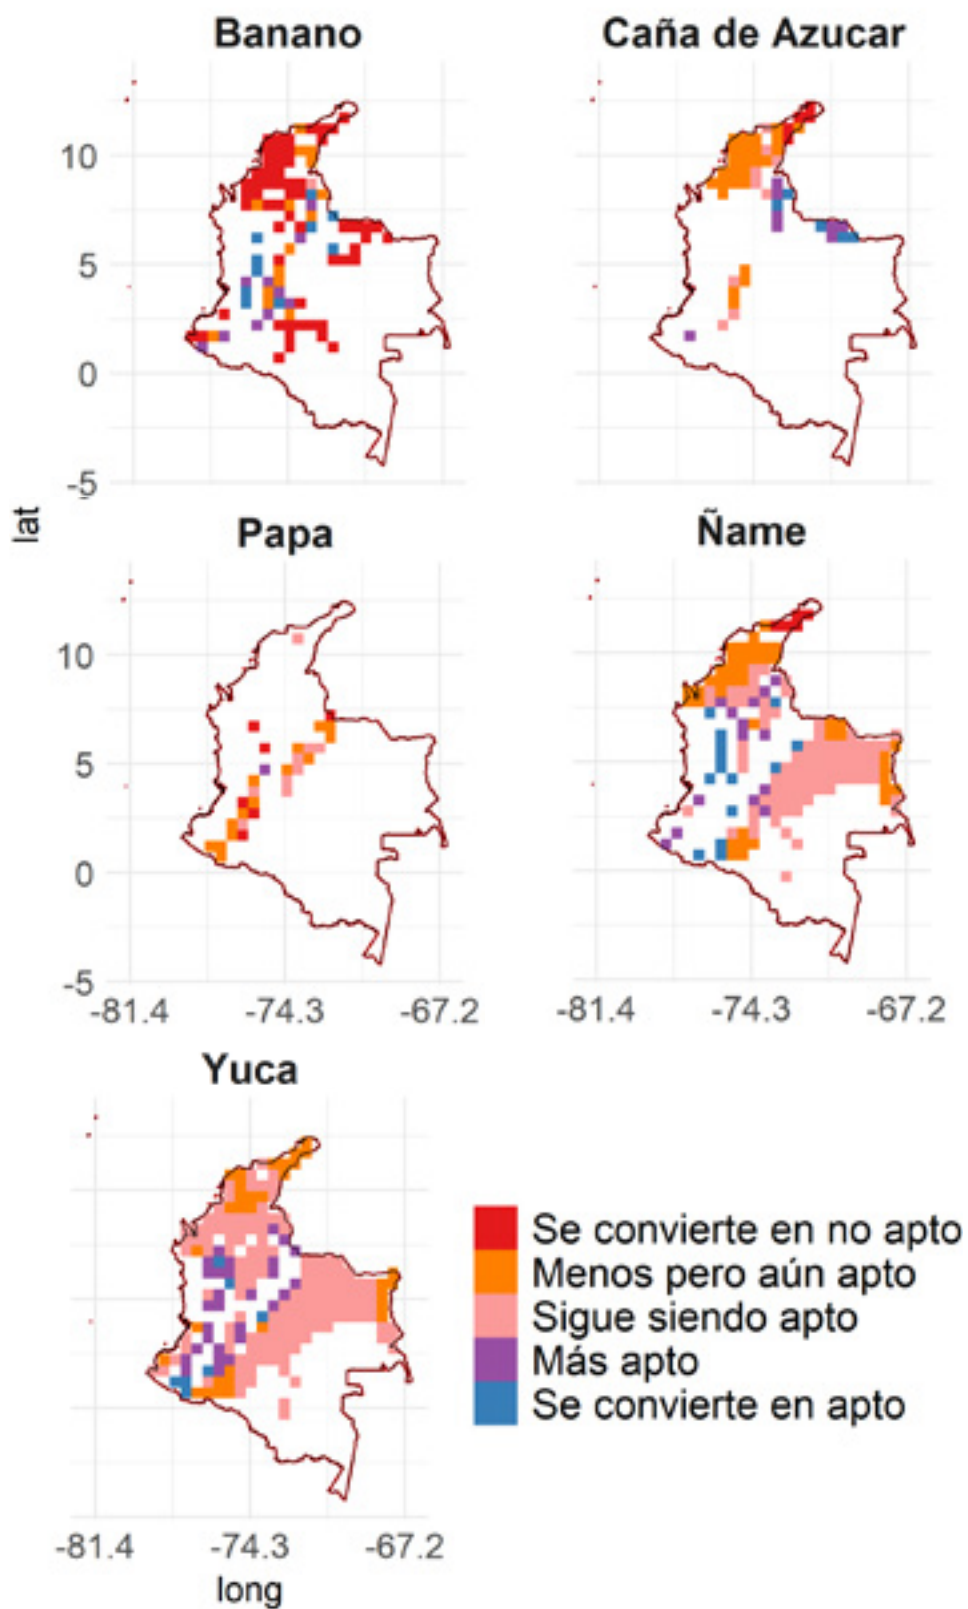 Banano
Caña de Azucar
10
5
0
-5
lat
Papa
Ñame
10
5
0
-5
-81.4
-74.3
-67.2
-81.4
-74.3
-67.2
Yuca
Se convierte en no apto
Menos pero aún apto
Sigue siendo apto
Más apto
Se convierte en apto
-81.4
-74.3
-67.2
long